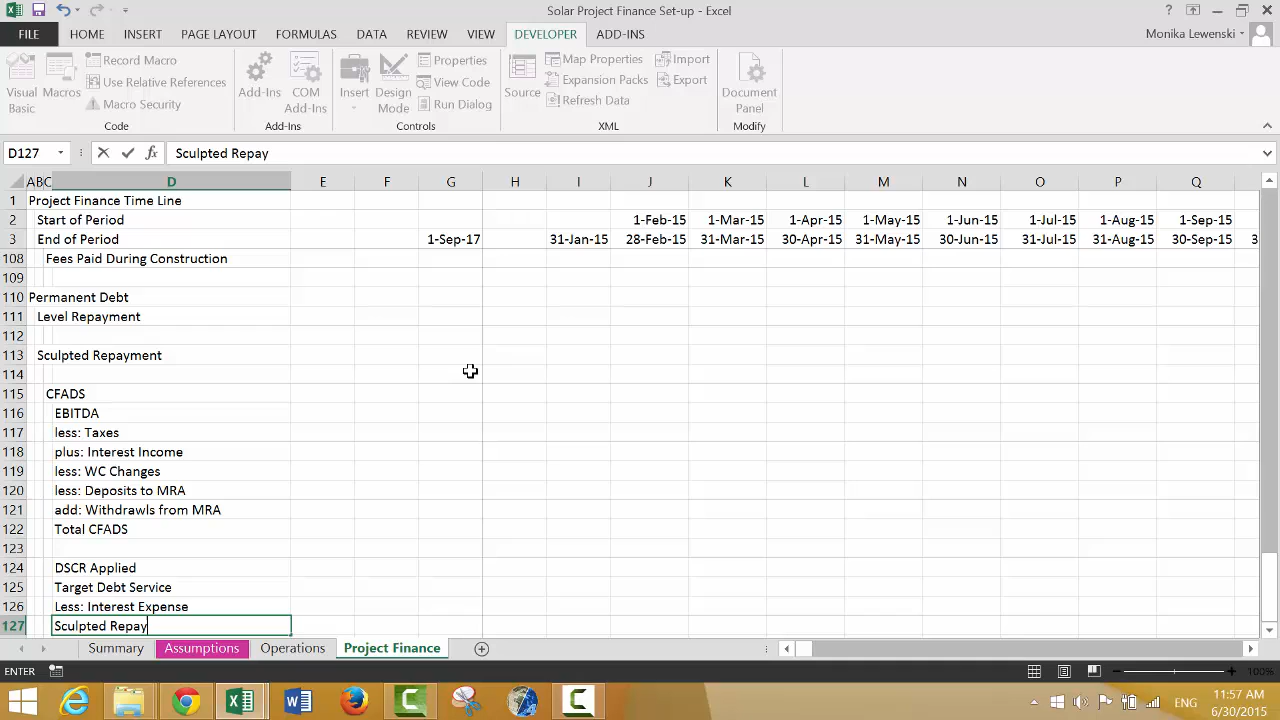 Solar Project Finance Set-up - Excel
?
FILE HOME INSERT PAGE LAYOUT FORMULAS DATA REVIEW VIEW DEVELOPER ADD-INS Monika Lewenski
Visual Basic
Macros
Record Macro
Use Relative References
Macro Security
Code
Add-Ins
COM Add-Ins
Add-Ins
Insert
Design Mode
Properties
View Code
Run Dialog
Controls
Source
Map Properties
Expansion Packs
Refresh Data
Import
Export
XML
Document Panel
Modify
D127 fx Sculpted Repay
A B C D E F G H I J K L M N O P Q
1 Project Finance Time Line
2 Start of Period 1-Feb-15 1-Mar-15 1-Apr-15 1-May-15 1-Jun-15 1-Jul-15 1-Aug-15 1-Sep-15
3 End of Period 1-Sep-17 31-Jan-15 28-Feb-15 31-Mar-15 30-Apr-15 31-May-15 30-Jun-15 31-Jul-15 31-Aug-15 30-Sep-15 3
108 Fees Paid During Construction
109
110 Permanent Debt
111 Level Repayment
112
113 Sculpted Repayment
114
115 CFADS
116 EBITDA
117 less: Taxes
118 plus: Interest Income
119 less: WC Changes
120 less: Deposits to MRA
121 add: Withdrawls from MRA
122 Total CFADS
123
124 DSCR Applied
125 Target Debt Service
126 Less: Interest Expense
127 Sculpted Repay
Summary Assumptions Operations Project Finance
ENTER 100%
ENG 11:57 AM
6/30/2015